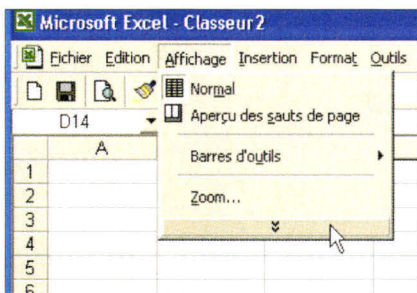 Microsoft Excel - Classeur2
Fichier Edition Affichage Insertion Format Outils
Normal
Aperçu des sauts de page
D14
Barres d'outils
Zoom...
A
1
2
3
4
5
6